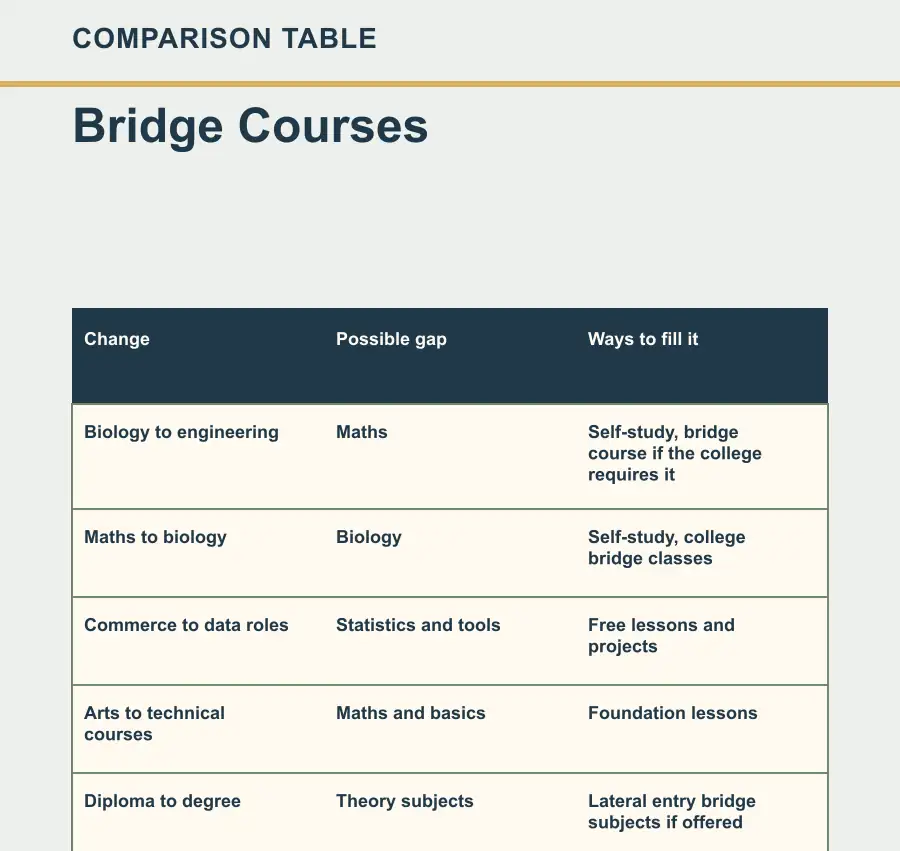 COMPARISON TABLE
Bridge Courses
Change
Possible gap
Ways to fill it
Biology to engineering
Maths
Self-study, bridge
course if the college
requires it
Maths to biology
Biology
Self-study, college
bridge classes
Commerce to data roles
Statistics and tools
Free lessons and
projects
Arts to technical
courses
Maths and basics
Foundation lessons
Diploma to degree
Theory subjects
Lateral entry bridge
subjects if offered